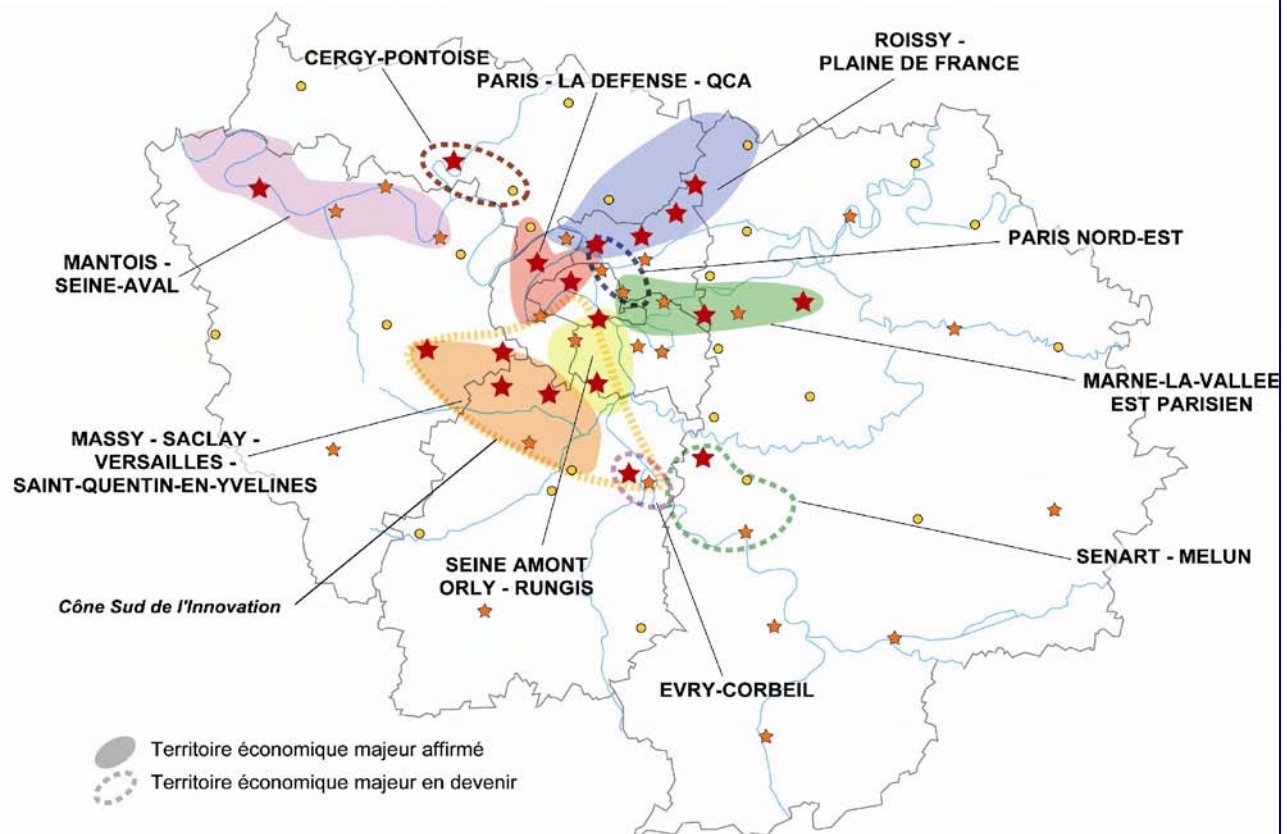 CERGY-PONTOISE
ROISSY -
PLAINE DE FRANCE
PARIS - LA DEFENSE - QCA
PARIS NORD-EST
MANTOIS -
SEINE-AVAL
MARNE-LA-VALLEE
EST PARISIEN
MASSY - SACLAY -
VERSAILLES -
SAINT-QUENTIN-EN-YVELINES
SEINE AMONT
ORLY - RUNGIS
SENART - MELUN
Cône Sud de l'Innovation
EVRY-CORBEIL
Territoire économique majeur affirmé
Territoire économique majeur en devenir